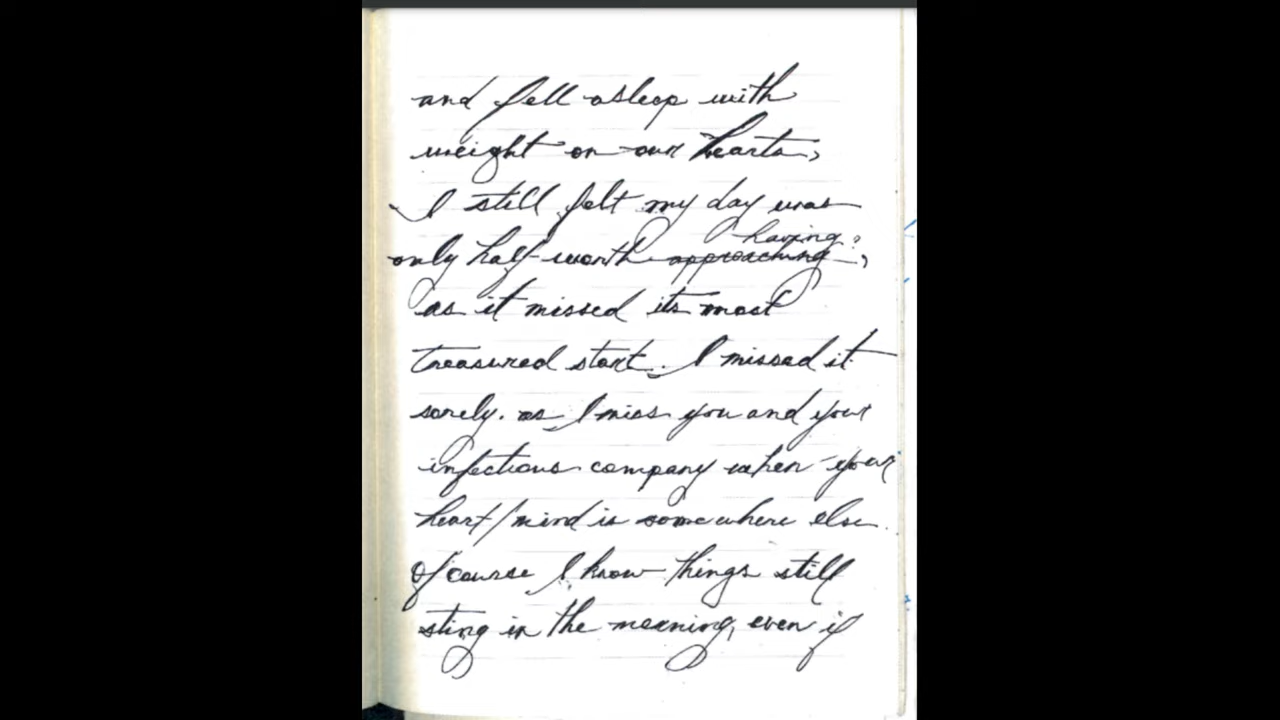 and fell asleep with
weight on our hearts,
I still felt my day was
having
only half-worth approaching,
as it missed its most
treasured start. I missed it
sorely. as I miss you and your
infectious company when your
heart/mind is somewhere else.
Of course I know things still
sting in the morning, even if